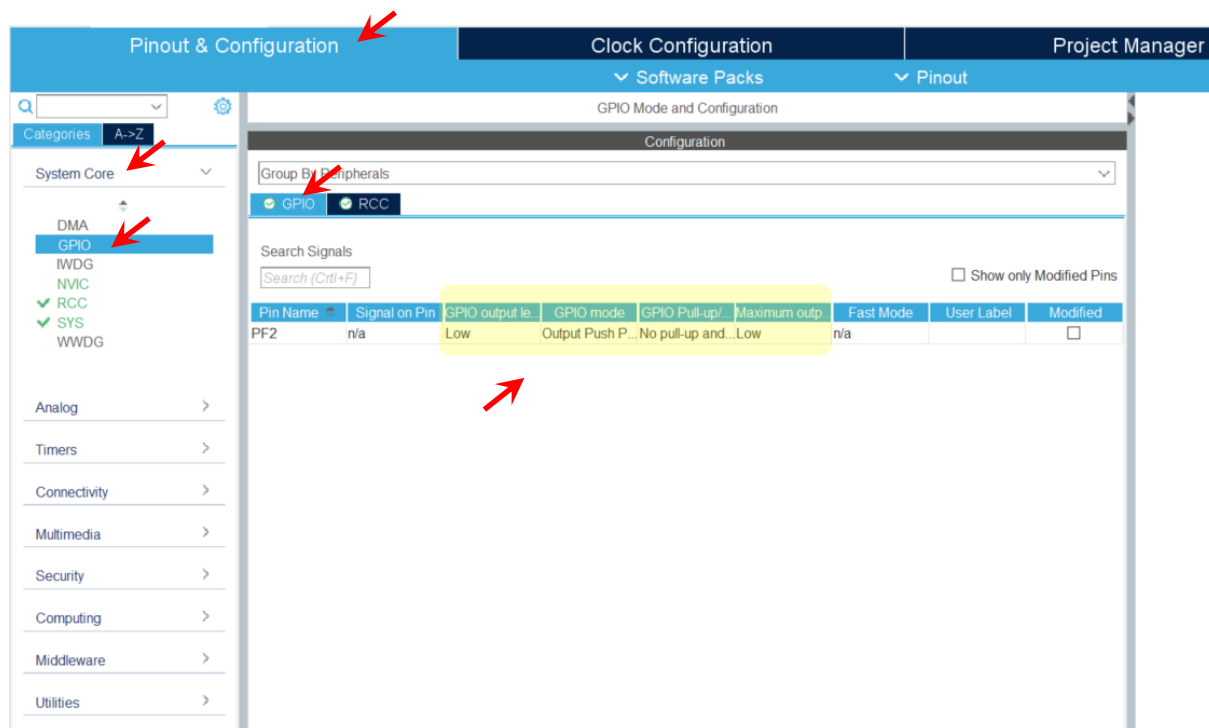 Pinout & Configuration Clock Configuration Project Manager
Software Packs Pinout
GPIO Mode and Configuration
Categories A->Z
Configuration
System Core
Group By Peripherals
GPIO RCC
DMA
GPIO
IWDG
NVIC
RCC
SYS
WWDG
Search Signals
Search (Crtl+F)
Show only Modified Pins
Pin Name Signal on Pin GPIO output le... GPIO mode GPIO Pull-up/... Maximum outp... Fast Mode User Label Modified
PF2 n/a Low Output Push P... No pull-up and... Low n/a
Analog
Timers
Connectivity
Multimedia
Security
Computing
Middleware
Utilities